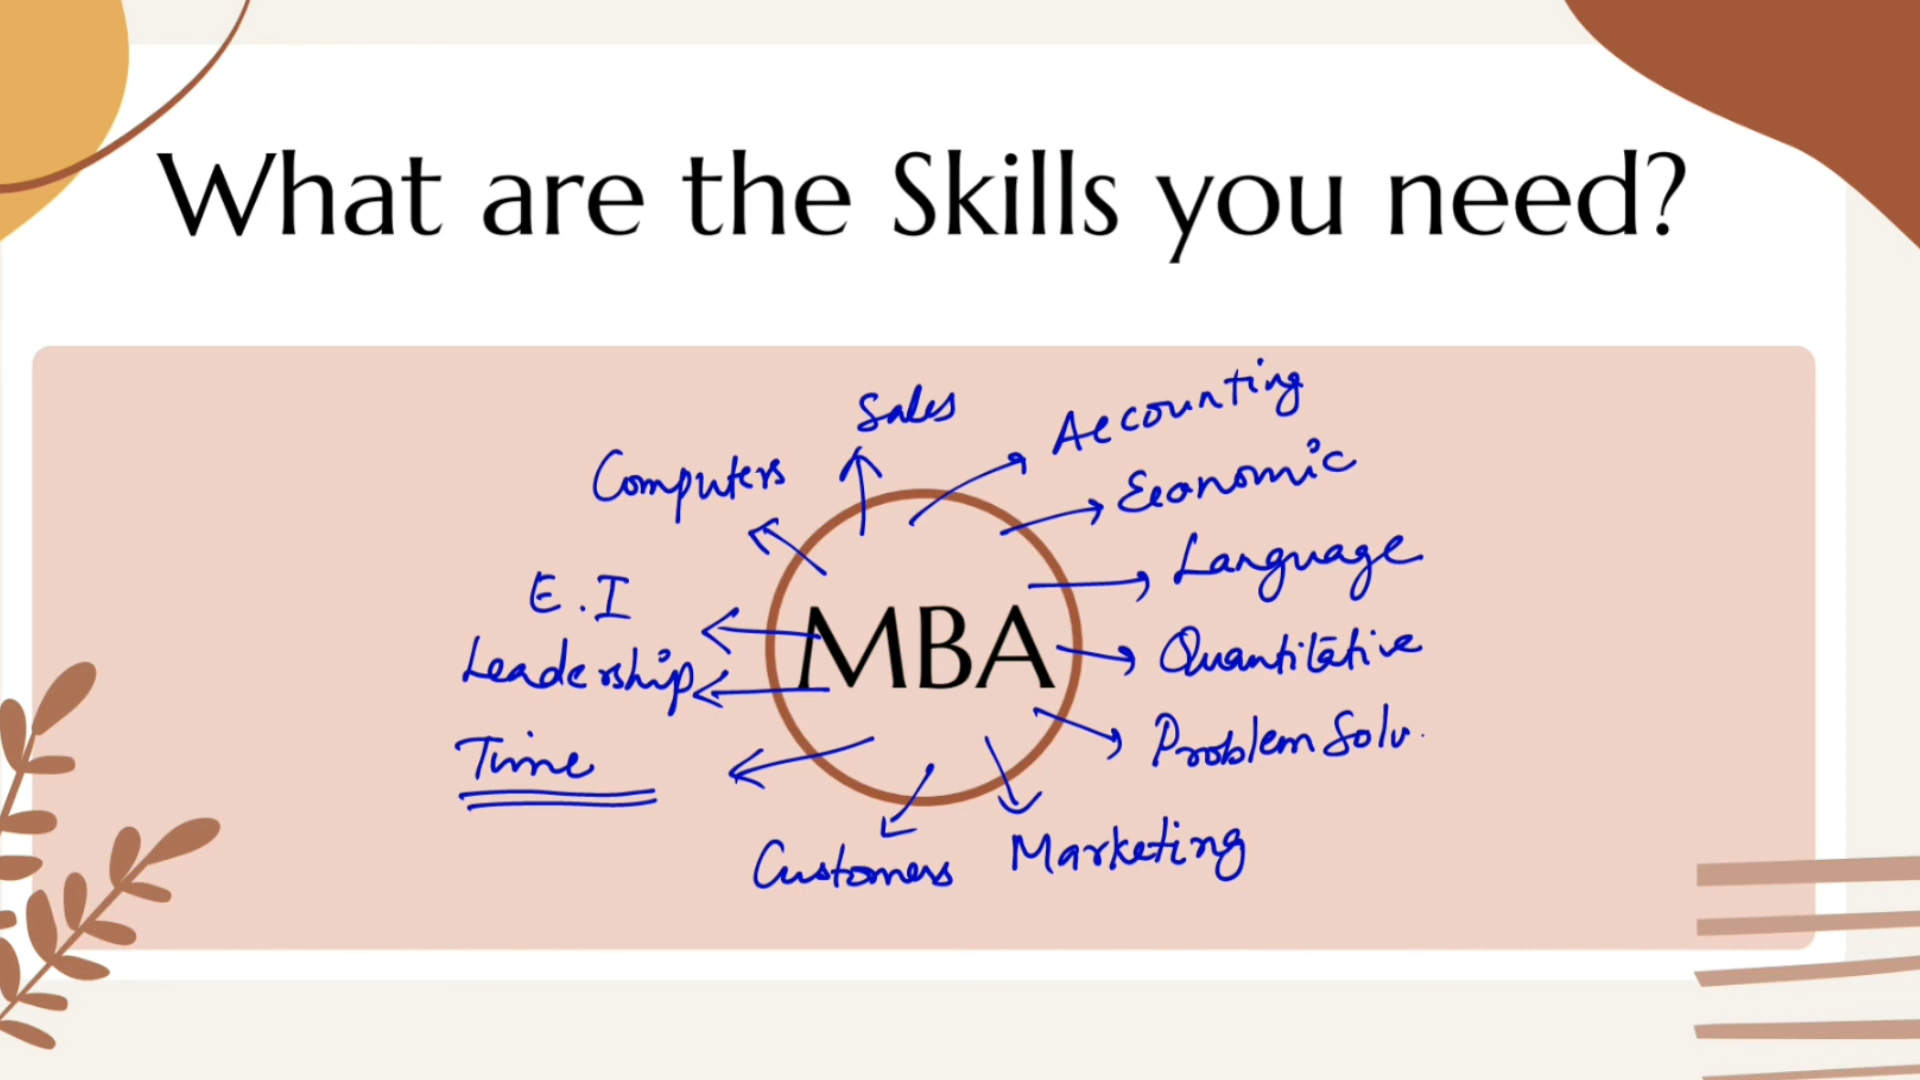 What are the Skills you need?
Sales
Accounting
Computers
Economic
Language
E.I
MBA
Quantitative
Leadership
Problem Solv.
Time
Customers
Marketing